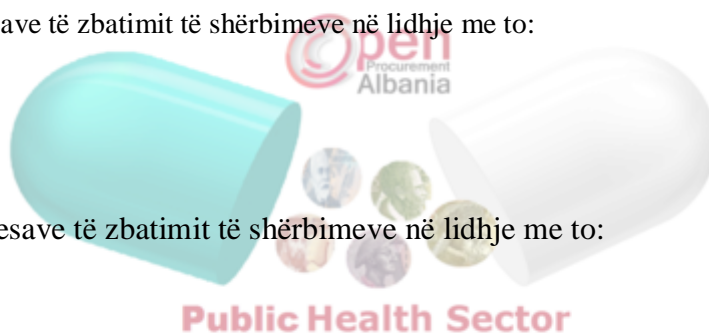 ave të zbatimit të shërbimeve në lidhje me to:
Open
Procurement
Albania
esave të zbatimit të shërbimeve në lidhje me to:
Public Health Sector